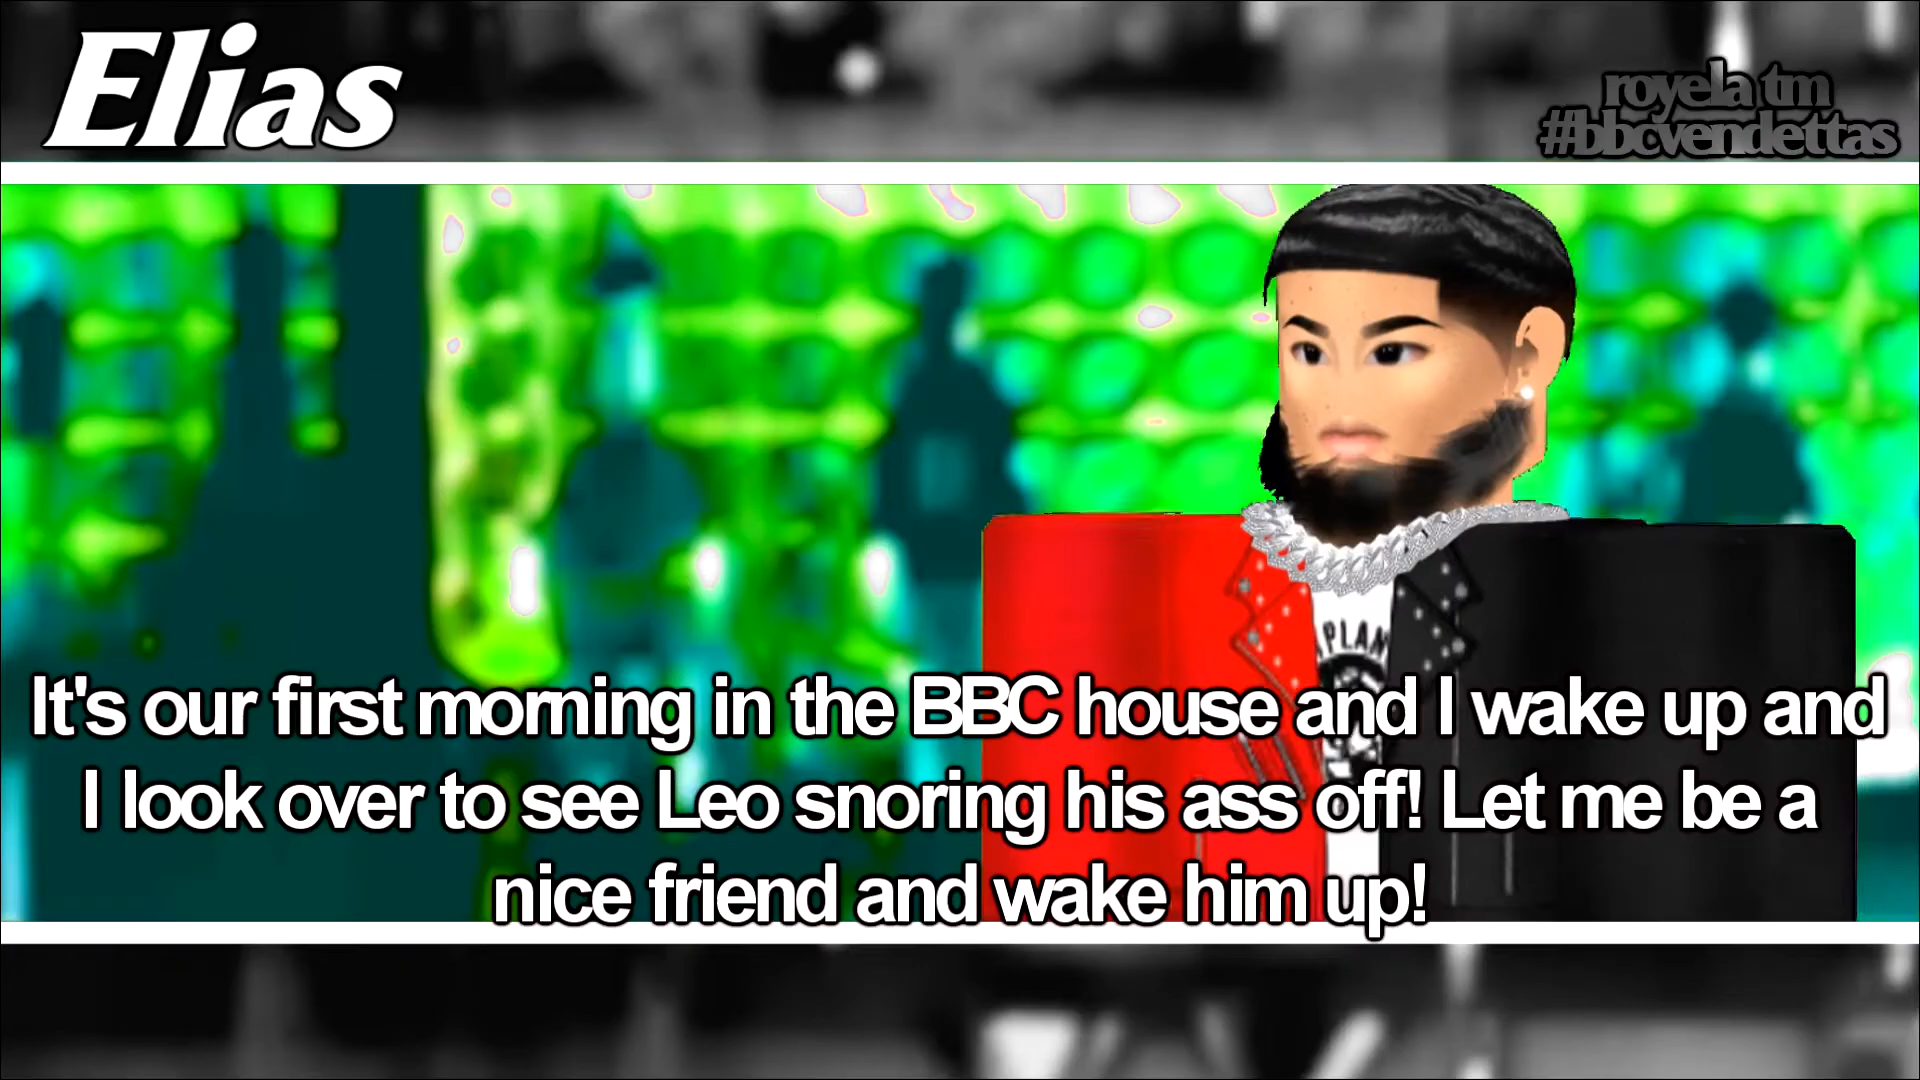 Elias
royela tm
#bbcvendettas
PLAN
It's our first morning in the BBC house and I wake up and
I look over to see Leo snoring his ass off! Let me be a
nice friend and wake him up!